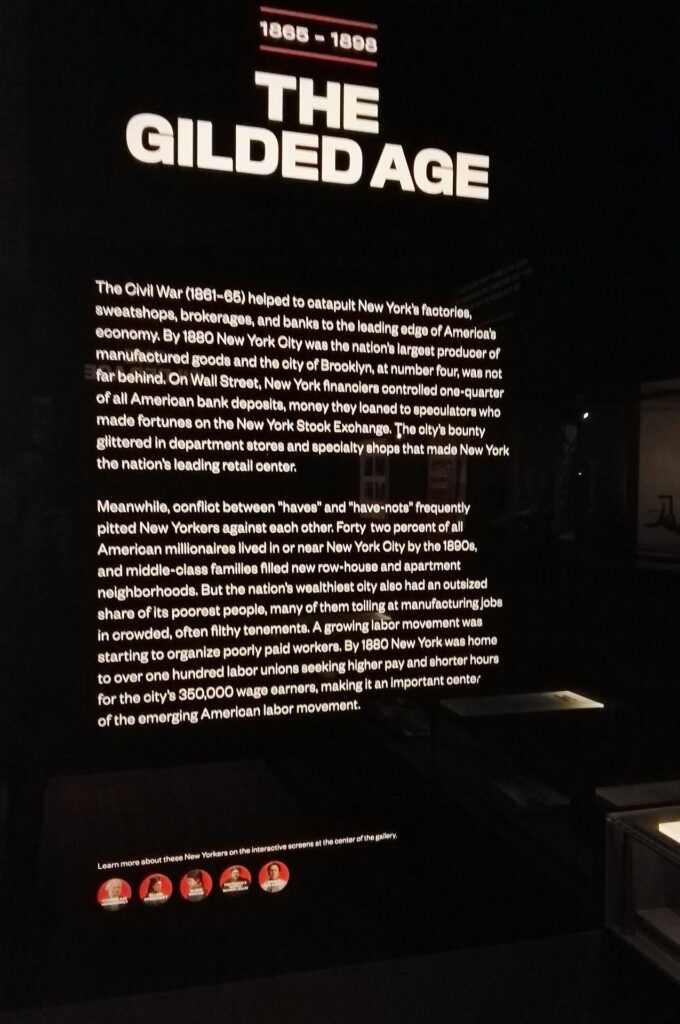 1865 – 1898
THE
GILDED AGE
The Civil War (1861–65) helped to catapult New York's factories,
sweatshops, brokerages, and banks to the leading edge of America's
economy. By 1880 New York City was the nation's largest producer of
manufactured goods and the city of Brooklyn, at number four, was not
far behind. On Wall Street, New York financiers controlled one-quarter
of all American bank deposits, money they loaned to speculators who
made fortunes on the New York Stock Exchange. The city's bounty
glittered in department stores and specialty shops that made New York
the nation's leading retail center.
Meanwhile, conflict between "haves" and "have-nots" frequently
pitted New Yorkers against each other. Forty two percent of all
American millionaires lived in or near New York City by the 1890s,
and middle-class families filled new row-house and apartment
neighborhoods. But the nation's wealthiest city also had an outsized
share of its poorest people, many of them toiling at manufacturing jobs
in crowded, often filthy tenements. A growing labor movement was
starting to organize poorly paid workers. By 1880 New York was home
to over one hundred labor unions seeking higher pay and shorter hours
for the city's 350,000 wage earners, making it an important center
of the emerging American labor movement.
Learn more about these New Yorkers on the interactive screens at the center of the gallery.